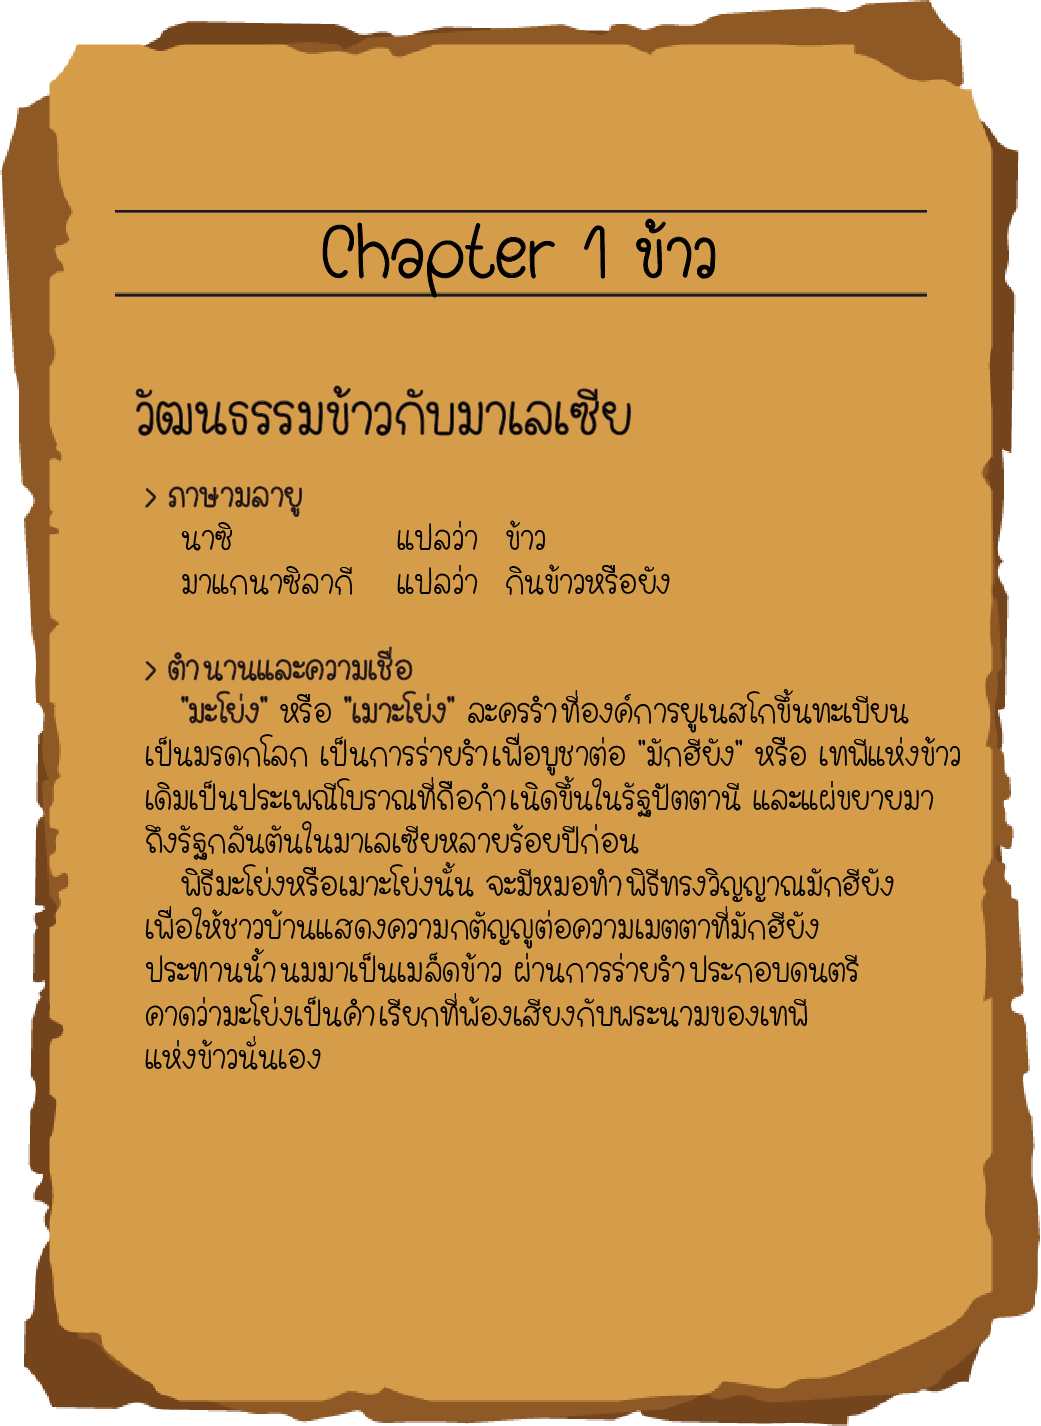 Chapter 1 ข้าว
วัฒนธรรมข้าวกับมาเลเซีย
> ภาษามลายู
นาซิ แปลว่า ข้าว
มาแกนาซิลากี แปลว่า กินข้าวหรือยัง
> ตำนานและความเชื่อ
"มะโย่ง" หรือ "เมาะโย่ง" ละครรำที่องค์การยูเนสโกขึ้นทะเบียน
เป็นมรดกโลก เป็นการร่ายรำเพื่อบูชาต่อ "มักฮียัง" หรือ เทพีแห่งข้าว
เดิมเป็นประเพณีโบราณที่ถือกำเนิดขึ้นในรัฐปัตตานี และแผ่ขยายมา
ถึงรัฐกลันตันในมาเลเซียหลายร้อยปีก่อน
พิธีมะโย่งหรือเมาะโย่งนั้น จะมีหมอทำพิธีทรงวิญญาณมักฮียัง
เพื่อให้ชาวบ้านแสดงความกตัญญูต่อความเมตตาที่มักฮียัง
ประทานน้ำนมมาเป็นเมล็ดข้าว ผ่านการร่ายรำประกอบดนตรี
คาดว่ามะโย่งเป็นคำเรียกที่พ้องเสียงกับพระนามของเทพี
แห่งข้าวนั่นเอง